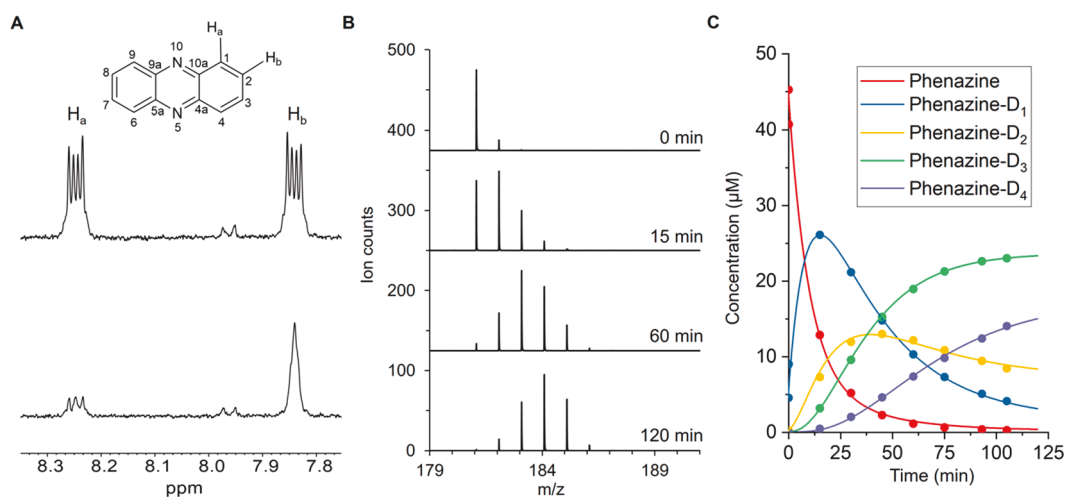 A
B
C
Hₐ
H_b
10
9
9a
10a
1
8
2
7
3
5a
4a
6
5
4
N
N
Hₐ
H_b
8.3
8.2
8.1
8.0
7.9
7.8
ppm
500
400
300
200
100
0
Ion counts
0 min
15 min
60 min
120 min
179
184
189
m/z
50
40
30
20
10
0
Concentration (µM)
Phenazine
Phenazine-D₁
Phenazine-D₂
Phenazine-D₃
Phenazine-D₄
0
25
50
75
100
125
Time (min)